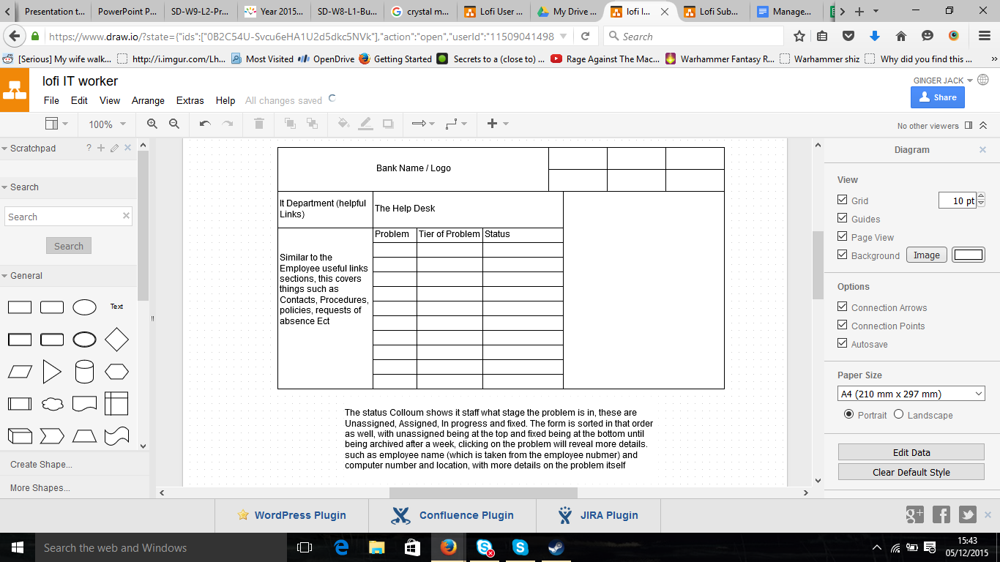 Presentation t...
PowerPoint P...
SD-W9-L2-Pr...
Year 2015...
SD-W8-L1-Bu...
crystal m...
Lofi User ...
My Drive ...
lofi I...
Lofi Sub...
Manage...
https://www.draw.io/?state={"ids":["0B2C54U-Svcu6eHA1U2d5dkc5NVk"],"action":"open","userId":"11509041498
Search
[Serious] My wife walk...
http://i.imgur.com/Lh...
Most Visited
OpenDrive
Getting Started
Secrets to a (close to) ...
Rage Against The Mac...
Warhammer Fantasy R...
Warhammer shiz
Why did you find this ...
lofi IT worker
GINGER JACK
File Edit View Arrange Extras Help All changes saved
Share
100%
No other viewers
Scratchpad
?
Search
Search
Search
General
Text
Create Shape...
More Shapes...
Bank Name / Logo
It Department (helpful
Links)
The Help Desk
Problem
Tier of Problem
Status
Similar to the
Employee useful links
sections, this covers
things such as
Contacts, Procedures,
policies, requests of
absence Ect
The status Colloum shows it staff what stage the problem is in, these are
Unassigned, Assigned, In progress and fixed. The form is sorted in that order
as well, with unassigned being at the top and fixed being at the bottom until
being archived after a week, clicking on the problem will reveal more details.
such as employee name (which is taken from the employee nubmer) and
computer number and location, with more details on the problem itself
Diagram
View
Grid
10 pt
Guides
Page View
Background
Image
Options
Connection Arrows
Connection Points
Autosave
Paper Size
A4 (210 mm x 297 mm)
Portrait
Landscape
Edit Data
Clear Default Style
WordPress Plugin
Confluence Plugin
JIRA Plugin
Search the web and Windows
15:43
05/12/2015